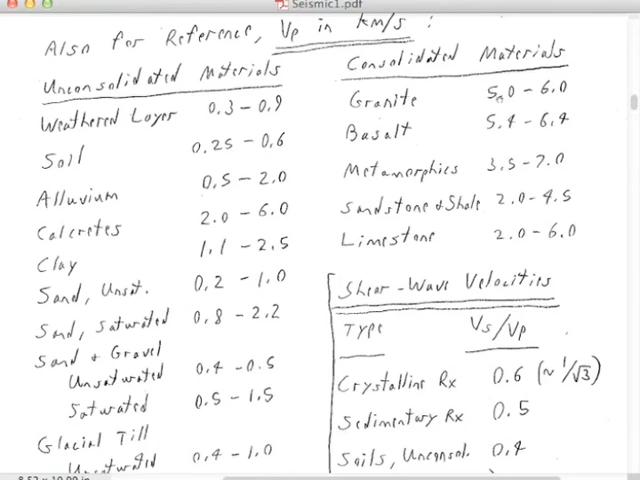 Seismic1.pdf
Also for Reference, Vp in km/s :
Unconsolidated Materials
Weathered Layer 0.3 – 0.9
Soil 0.25 – 0.6
Alluvium 0.5 – 2.0
Calcretes 2.0 – 6.0
Clay 1.1 – 2.5
Sand, Unsat. 0.2 – 1.0
Sand, Saturated 0.8 – 2.2
Sand & Gravel
Unsaturated 0.4 – 0.5
Saturated 0.5 – 1.5
Glacial Till
Unsaturated 0.4 – 1.0
Consolidated Materials
Granite 5.0 – 6.0
Basalt 5.4 – 6.4
Metamorphics 3.5 – 7.0
Sandstone & Shale 2.0 – 4.5
Limestone 2.0 – 6.0
Shear-Wave Velocities
Type Vs/Vp
Crystalline Rx 0.6 (~ 1/√3)
Sedimentary Rx 0.5
Soils, Unconsol. 0.4